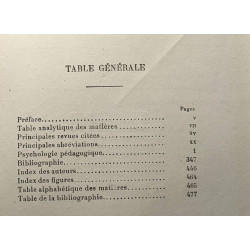 TABLE GÉNÉRALE
Pages
Préface. v
Table analytique des matières vii
Principales revues citées xv
Principales abréviations xx
Psychologie pédagogique 1
Bibliographie 347
Index des auteurs 446
Index des figures 464
Table alphabétique des matières 465
Table de la bibliographie. 477